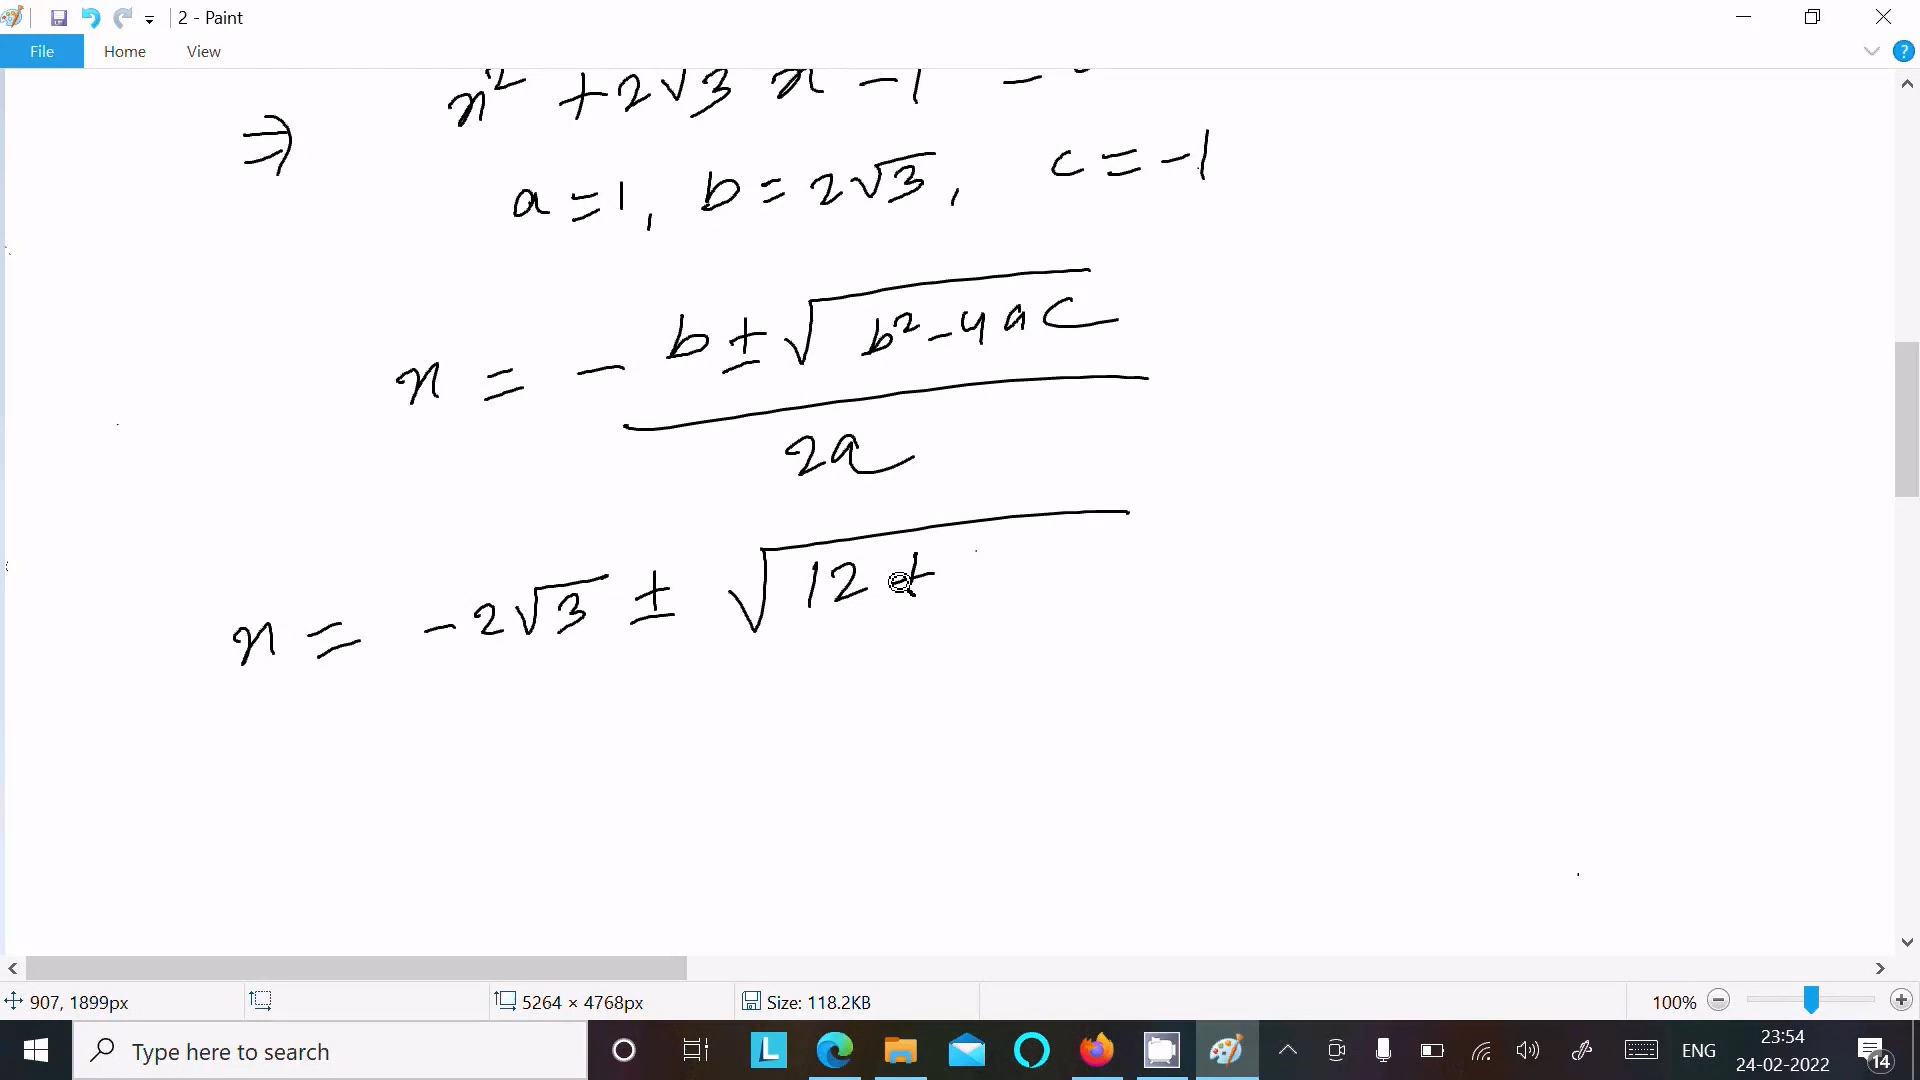 2 - Paint
File Home View
x² + 2√3 x - 1 =
⇒
a = 1, b = 2√3, c = -1
x = - b ± √b² - 4ac
2a
x = - 2√3 ± √12 +
907, 1899px 5264 × 4768px Size: 118.2KB 100%
Type here to search L ENG 23:54
24-02-2022 14